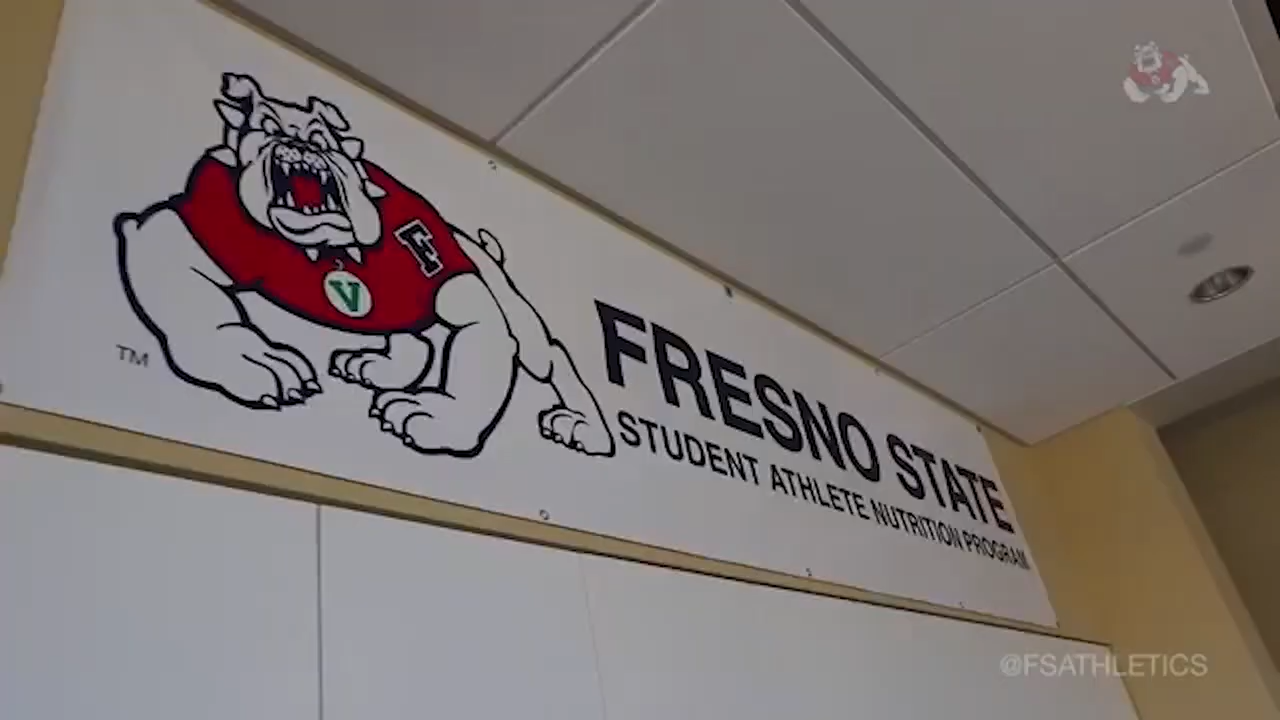 F
V
TM
FRESNO STATE
STUDENT ATHLETE NUTRITION PROGRAM
@FSATHLETICS